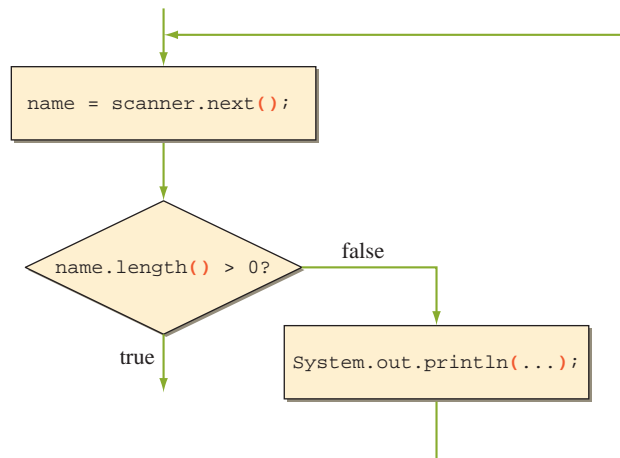 name = scanner.next();
name.length() > 0?
false
true
System.out.println(...);